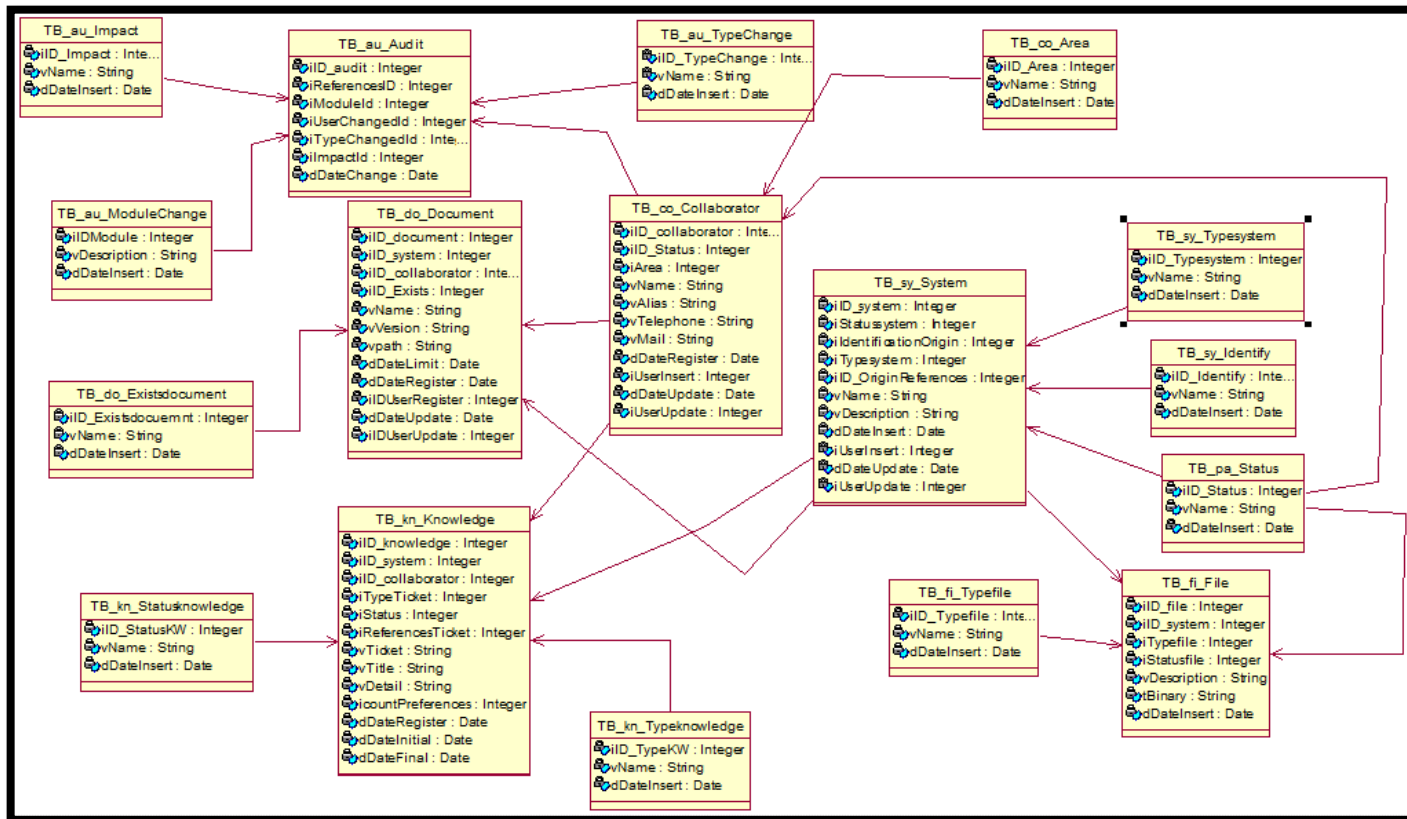 TB_au_Impact
iID_Impact : Inte...
vName : String
dDateInsert : Date
TB_au_Audit
iID_audit : Integer
iReferencesID : Integer
iModuleId : Integer
iUserChangedId : Integer
iTypeChangedId : Inte...
iImpactId : Integer
dDateChange : Date
TB_au_TypeChange
iID_TypeChange : Inte...
vName : String
dDateInsert : Date
TB_co_Area
iID_Area : Integer
vName : String
dDateInsert : Date
TB_au_ModuleChange
iIDModule : Integer
vDescription : String
dDateInsert : Date
TB_do_Document
iID_document : Integer
iID_system : Integer
iID_collaborator : Inte...
iID_Exists : Integer
vName : String
vVersion : String
vpath : String
dDateLimit : Date
dDateRegister : Date
iIDUserRegister : Integer
dDateUpdate : Date
iIDUserUpdate : Integer
TB_co_Collaborator
iID_collaborator : Inte...
iID_Status : Integer
iArea : Integer
vName : String
vAlias : String
vTelephone : String
vMail : String
dDateRegister : Date
iUserInsert : Integer
dDateUpdate : Date
iUserUpdate : Integer
TB_sy_System
iID_system : Integer
iStatussystem : Integer
iIdentificationOrigin : Integer
iTypesystem : Integer
iID_OriginReferences : Integer
vName : String
vDescription : String
dDateInsert : Date
iUserInsert : Integer
dDateUpdate : Date
iUserUpdate : Integer
TB_sy_Typesystem
iID_Typesystem : Integer
vName : String
dDateInsert : Date
TB_sy_Identify
iID_Identify : Inte...
vName : String
dDateInsert : Date
TB_do_Existsdocument
iID_Existsdocuemnt : Integer
vName : String
dDateInsert : Date
TB_pa_Status
iID_Status : Integer
vName : String
dDateInsert : Date
TB_kn_Knowledge
iID_knowledge : Integer
iID_system : Integer
iID_collaborator : Integer
iTypeTicket : Integer
iStatus : Integer
iReferencesTicket : Integer
vTicket : String
vTitle : String
vDetail : String
icountPreferences : Integer
dDateRegister : Date
dDateInitial : Date
dDateFinal : Date
TB_kn_Statusknowledge
iID_StatusKW : Integer
vName : String
dDateInsert : Date
TB_fi_Typefile
iID_Typefile : Inte...
vName : String
dDateInsert : Date
TB_fi_File
iID_file : Integer
iID_system : Integer
iTypefile : Integer
iStatusfile : Integer
vDescription : String
tBinary : String
dDateInsert : Date
TB_kn_Typeknowledge
iID_TypeKW : Integer
vName : String
dDateInsert : Date